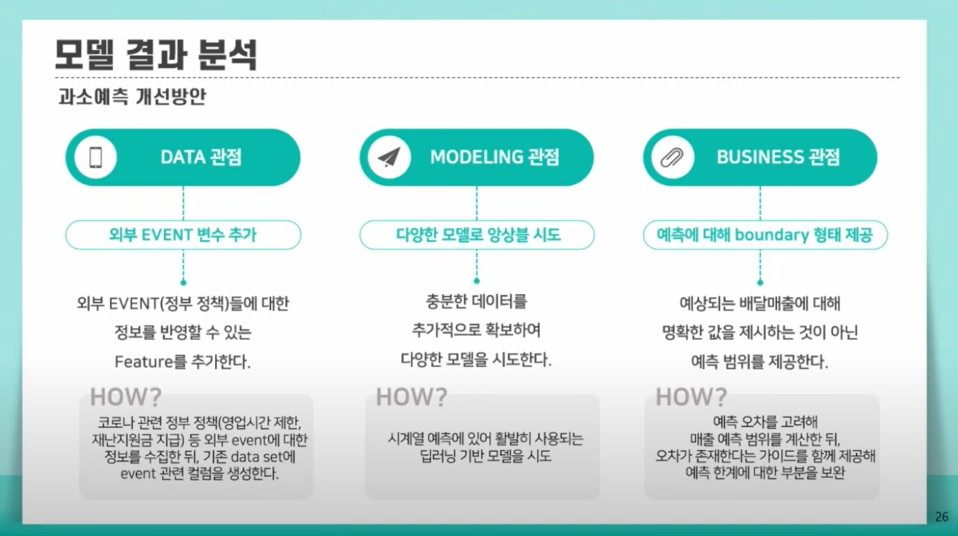 모델 결과 분석
과소예측 개선방안
DATA 관점
외부 EVENT 변수 추가
외부 EVENT(정부 정책)들에 대한
정보를 반영할 수 있는
Feature를 추가한다.
HOW?
코로나 관련 정부 정책(영업시간 제한,
재난지원금 지급) 등 외부 event에 대한
정보를 수집한 뒤, 기존 data set에
event 관련 컬럼을 생성한다.
MODELING 관점
다양한 모델로 앙상블 시도
충분한 데이터를
추가적으로 확보하여
다양한 모델을 시도한다.
HOW?
시계열 예측에 있어 활발히 사용되는
딥러닝 기반 모델을 시도
BUSINESS 관점
예측에 대해 boundary 형태 제공
예상되는 배달매출에 대해
명확한 값을 제시하는 것이 아닌
예측 범위를 제공한다.
HOW?
예측 오차를 고려해
매출 예측 범위를 계산한 뒤,
오차가 존재한다는 가이드를 함께 제공해
예측 한계에 대한 부분을 보완
26